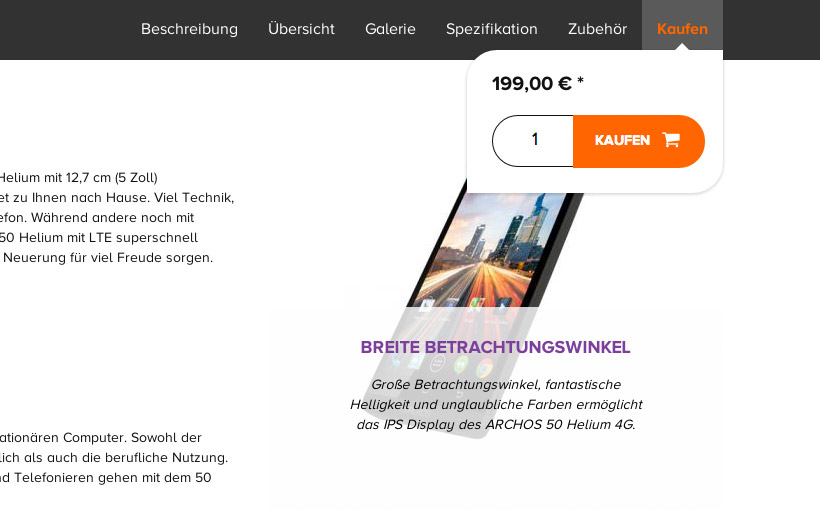 Beschreibung Übersicht Galerie Spezifikation Zubehör Kaufen
199,00 € *
1 KAUFEN
Helium mit 12,7 cm (5 Zoll)
et zu Ihnen nach Hause. Viel Technik,
efon. Während andere noch mit
50 Helium mit LTE superschnell
Neuerung für viel Freude sorgen.
BREITE BETRACHTUNGSWINKEL
Große Betrachtungswinkel, fantastische
Helligkeit und unglaubliche Farben ermöglicht
das IPS Display des ARCHOS 50 Helium 4G.
ationären Computer. Sowohl der
lich als auch die berufliche Nutzung.
nd Telefonieren gehen mit dem 50